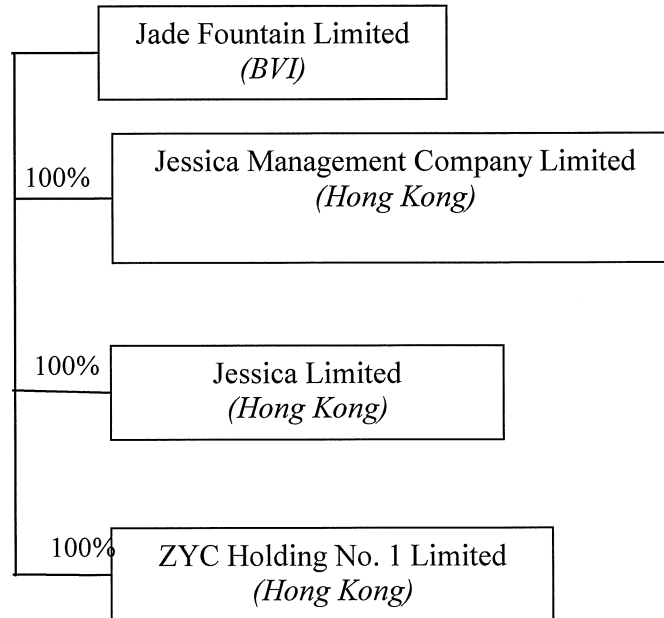 Jade Fountain Limited
(BVI)
100%
Jessica Management Company Limited
(Hong Kong)
100%
Jessica Limited
(Hong Kong)
100%
ZYC Holding No. 1 Limited
(Hong Kong)